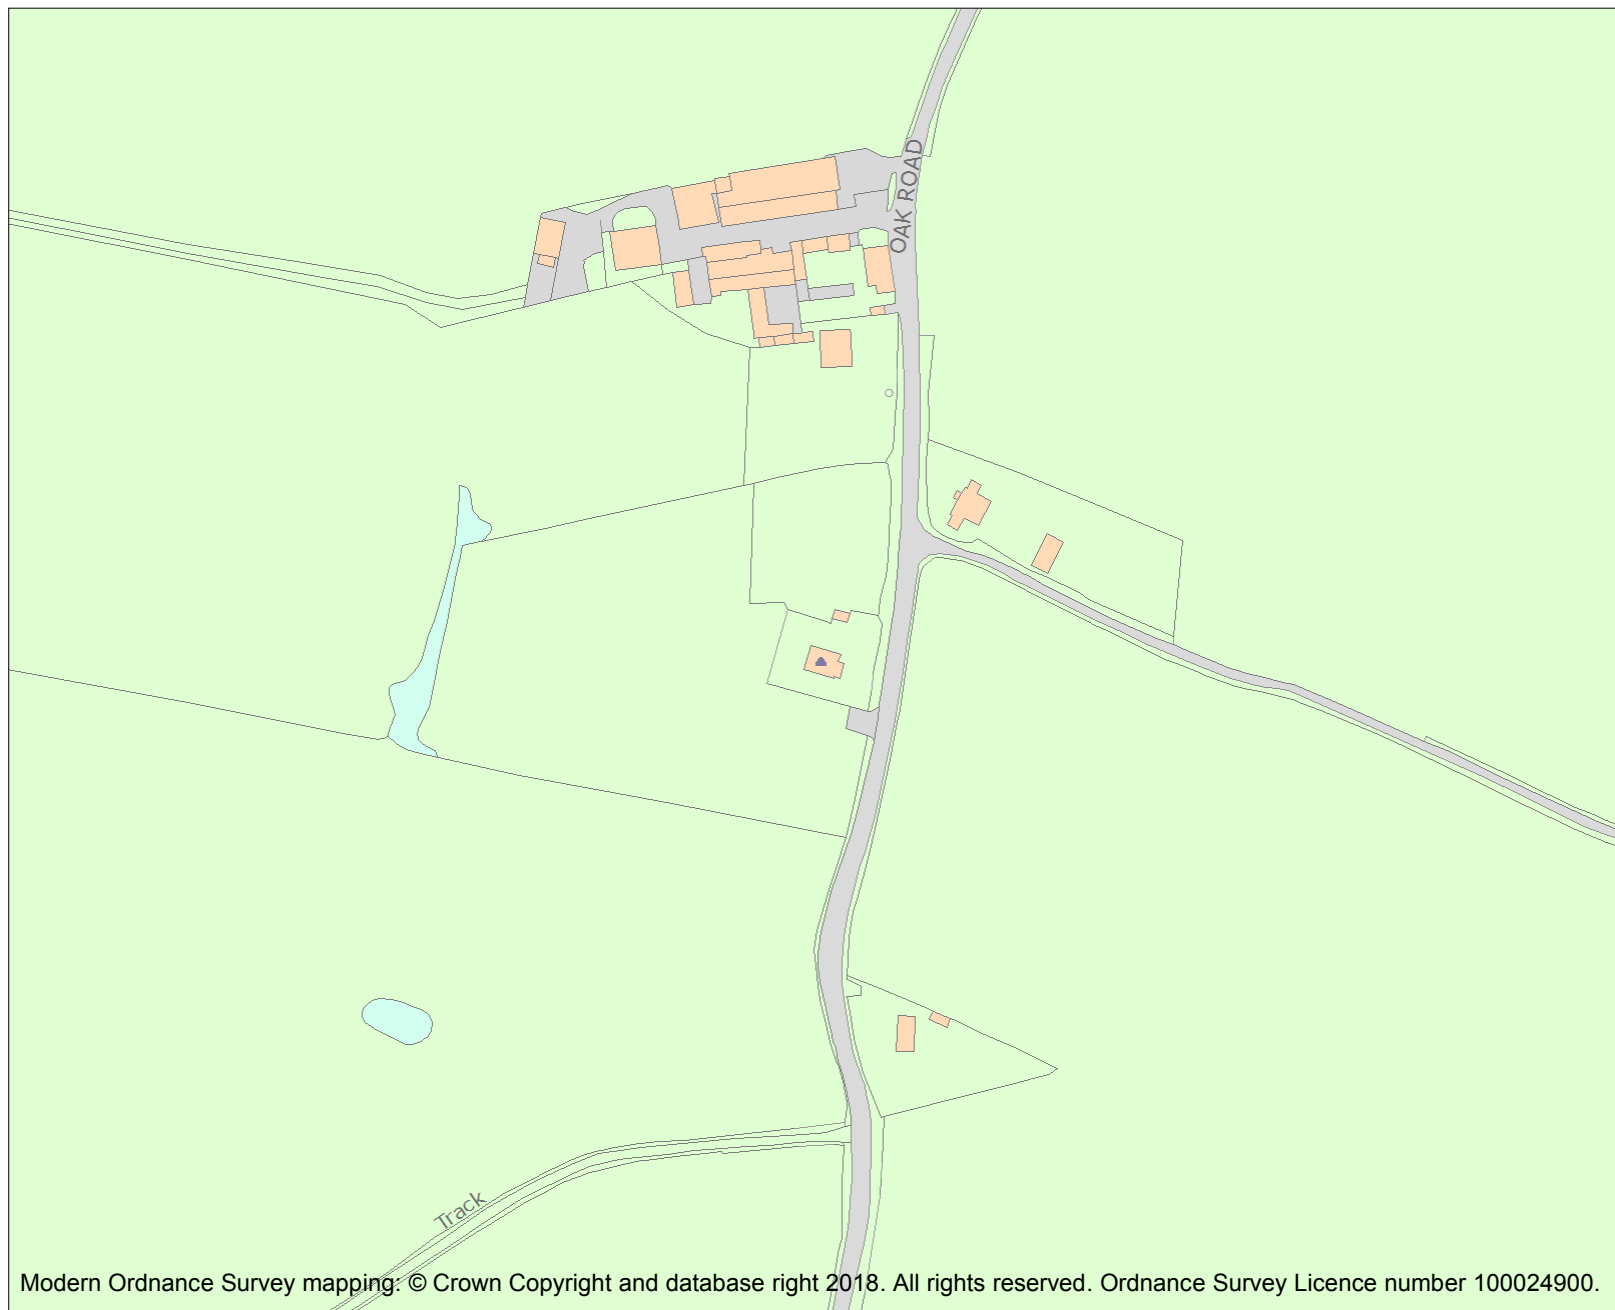 OAK ROAD
Track
Modern Ordnance Survey mapping: © Crown Copyright and database right 2018. All rights reserved. Ordnance Survey Licence number 100024900.